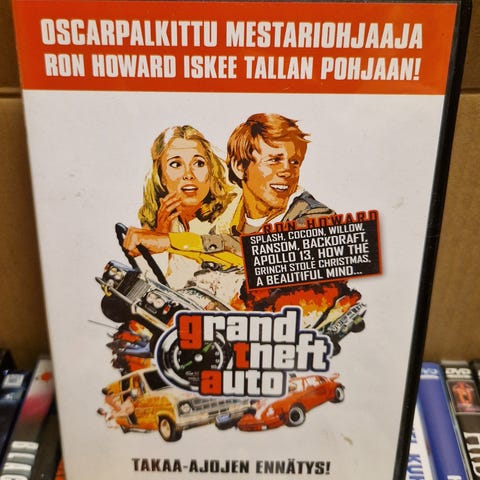 OSCARPALKITTU MESTARIOHJAAJA
RON HOWARD ISKEE TALLAN POHJAAN!
RON HOWARD
SPLASH, COCOON, WILLOW,
RANSOM, BACKDRAFT,
APOLLO 13, HOW THE
GRINCH STOLE CHRISTMAS,
A BEAUTIFUL MIND...
grand
theft
auto
TAKAA-AJOJEN ENNÄTYS!
DVD